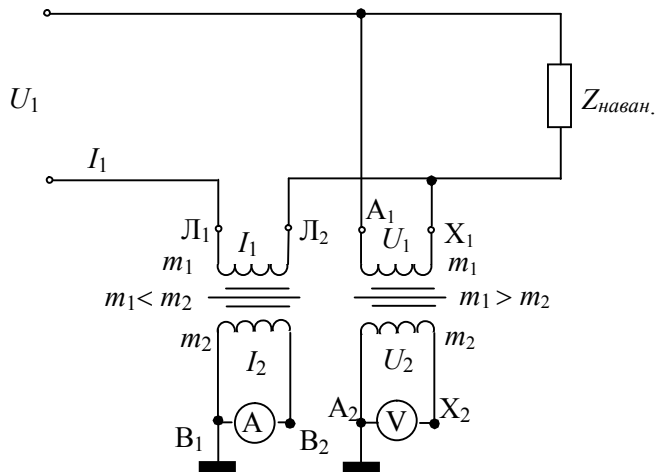 U₁
Z наван.
I₁
Л₁ I₁ Л₂ A₁ U₁ X₁
m₁ m₁
m₁ < m₂ m₁ > m₂
m₂ I₂ U₂ m₂
B₁ A B₂ A₂ V X₂